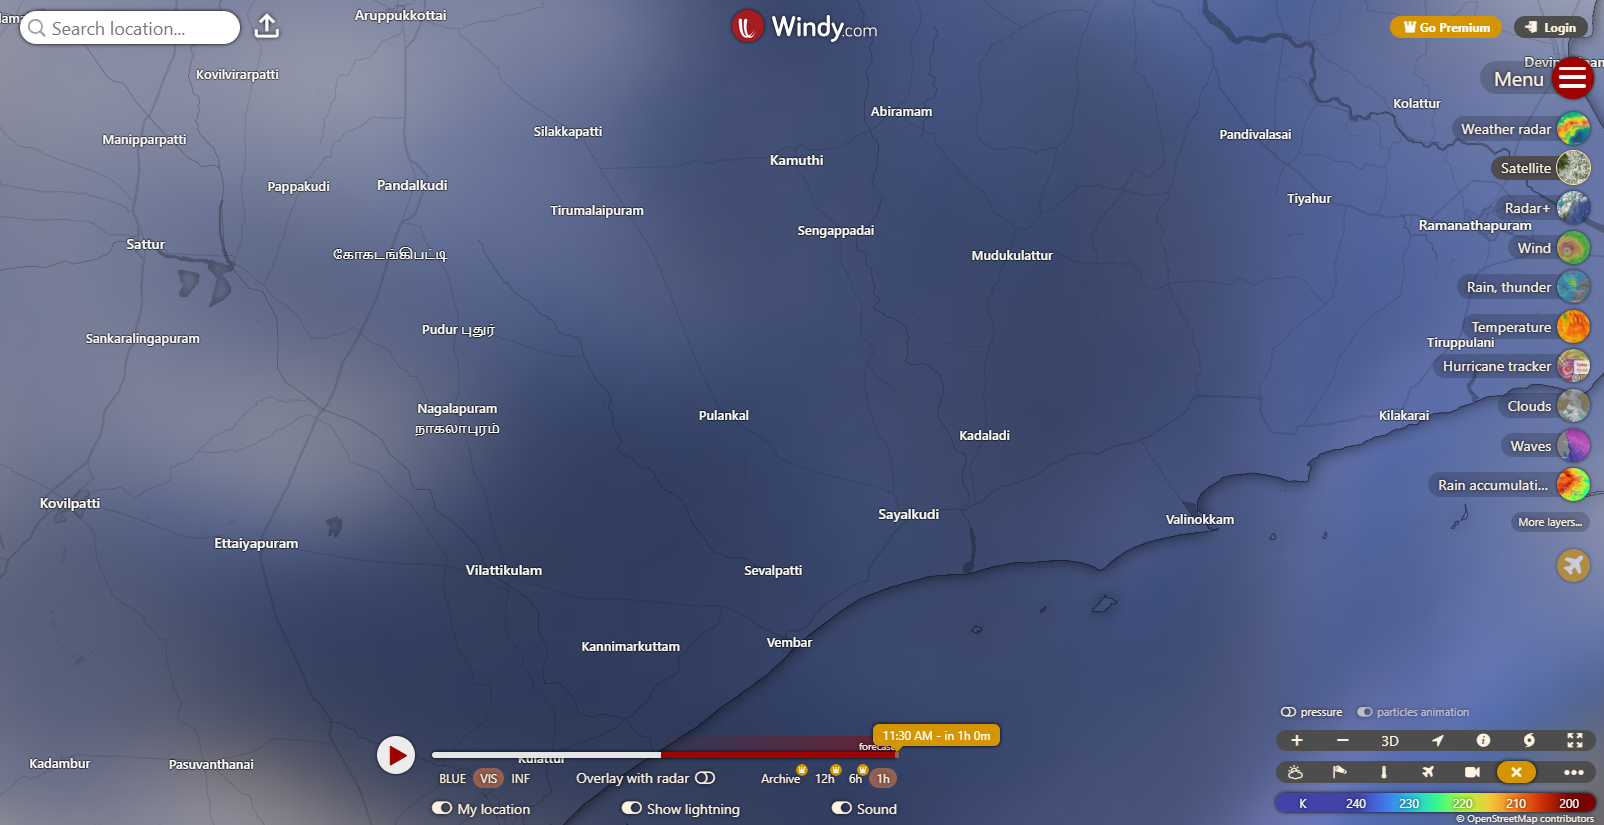 Search location...
Windy.com
Go Premium
Login
Aruppukkottai
Kovilvirarpatti
Menu
Abiramam
Kolattur
Silakkapatti
Pandivalasai
Weather radar
Manipparpatti
Kamuthi
Satellite
Pappakudi
Pandalkudi
Tiyahur
Radar+
Tirumalaipuram
Ramanathapuram
Sengappadai
Sattur
Wind
கோகடங்கிபட்டி
Mudukulattur
Rain, thunder
Pudur புதூர்
Temperature
Sankaralingapuram
Tiruppulani
Hurricane tracker
Nagalapuram
நாகலாபுரம்
Clouds
Pulankal
Kilakarai
Kadaladi
Waves
Rain accumulati...
Kovilpatti
Sayalkudi
Valinokkam
More layers...
Ettaiyapuram
Vilattikulam
Sevalpatti
Kannimarkuttam
Vembar
pressure
particles animation
11:30 AM - in 1h 0m
3D
Kadambur
Pasuvanthanai
BLUE
VIS
INF
Overlay with radar
Archive
12h
6h
1h
My location
Show lightning
Sound
K 240 230 220 210 200
© OpenStreetMap contributors